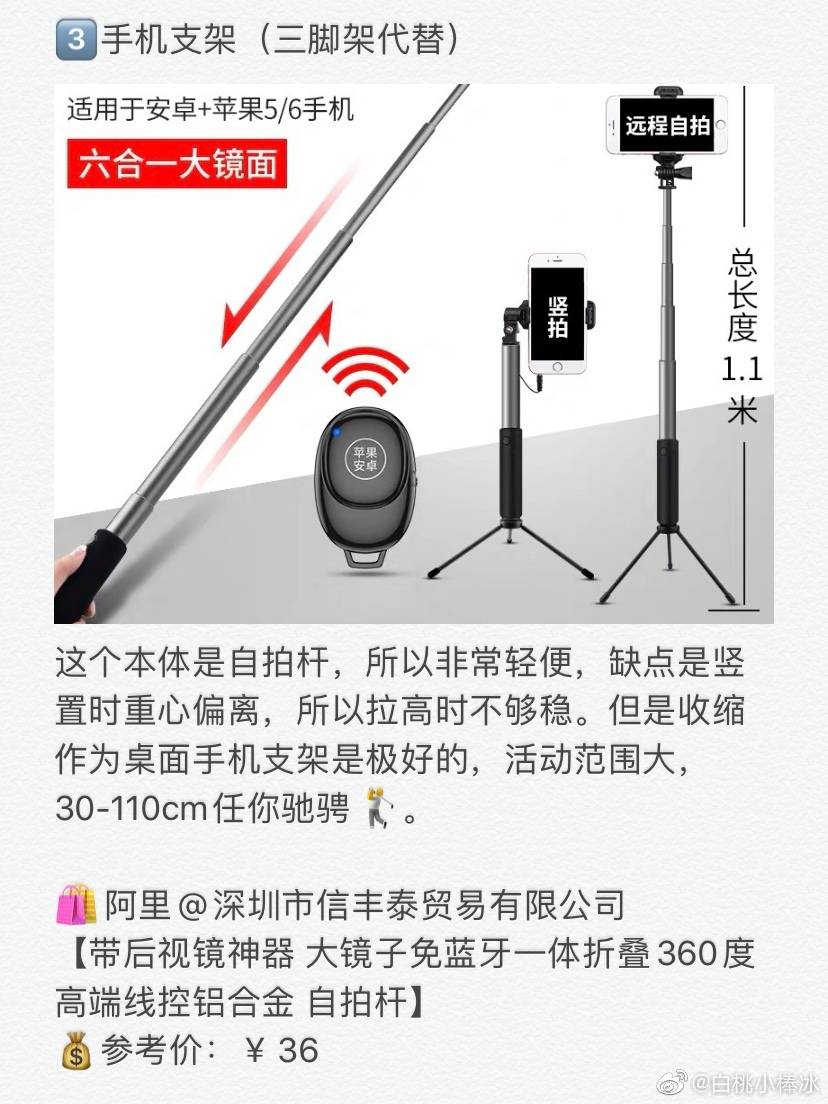 3 手机支架（三脚架代替）
适用于安卓+苹果5/6手机
六合一大镜面
远程自拍
竖拍
总长度1.1米
苹果
安卓
这个本体是自拍杆，所以非常轻便，缺点是竖
置时重心偏离，所以拉高时不够稳。但是收缩
作为桌面手机支架是极好的，活动范围大，
30-110cm任你驰骋🏌️。
🛍️阿里@深圳市信丰泰贸易有限公司
【带后视镜神器 大镜子免蓝牙一体折叠360度
高端线控铝合金 自拍杆】
💰参考价：￥36
@白桃小棒冰